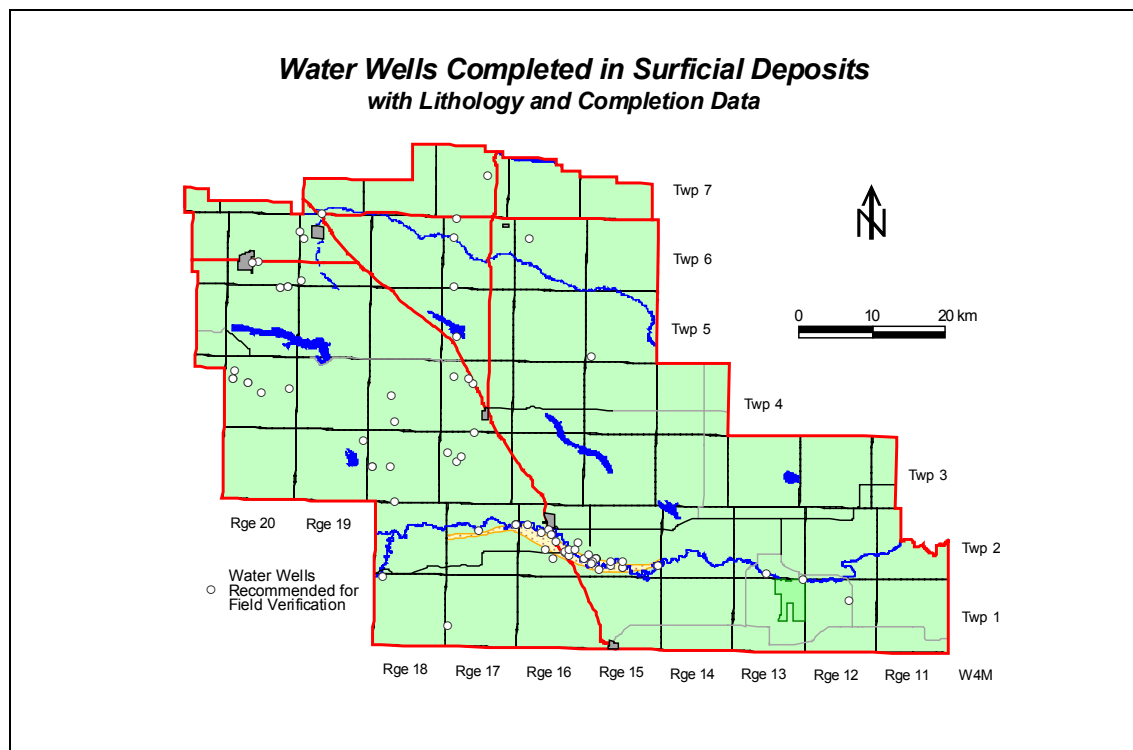 Water Wells Completed in Surficial Deposits
with Lithology and Completion Data
Twp 7
N
Twp 6
0 10 20 km
Twp 5
Twp 4
Twp 3
Rge 20 Rge 19
Twp 2
Water Wells
Recommended for
Field Verification
Twp 1
Rge 18 Rge 17 Rge 16 Rge 15 Rge 14 Rge 13 Rge 12 Rge 11 W4M